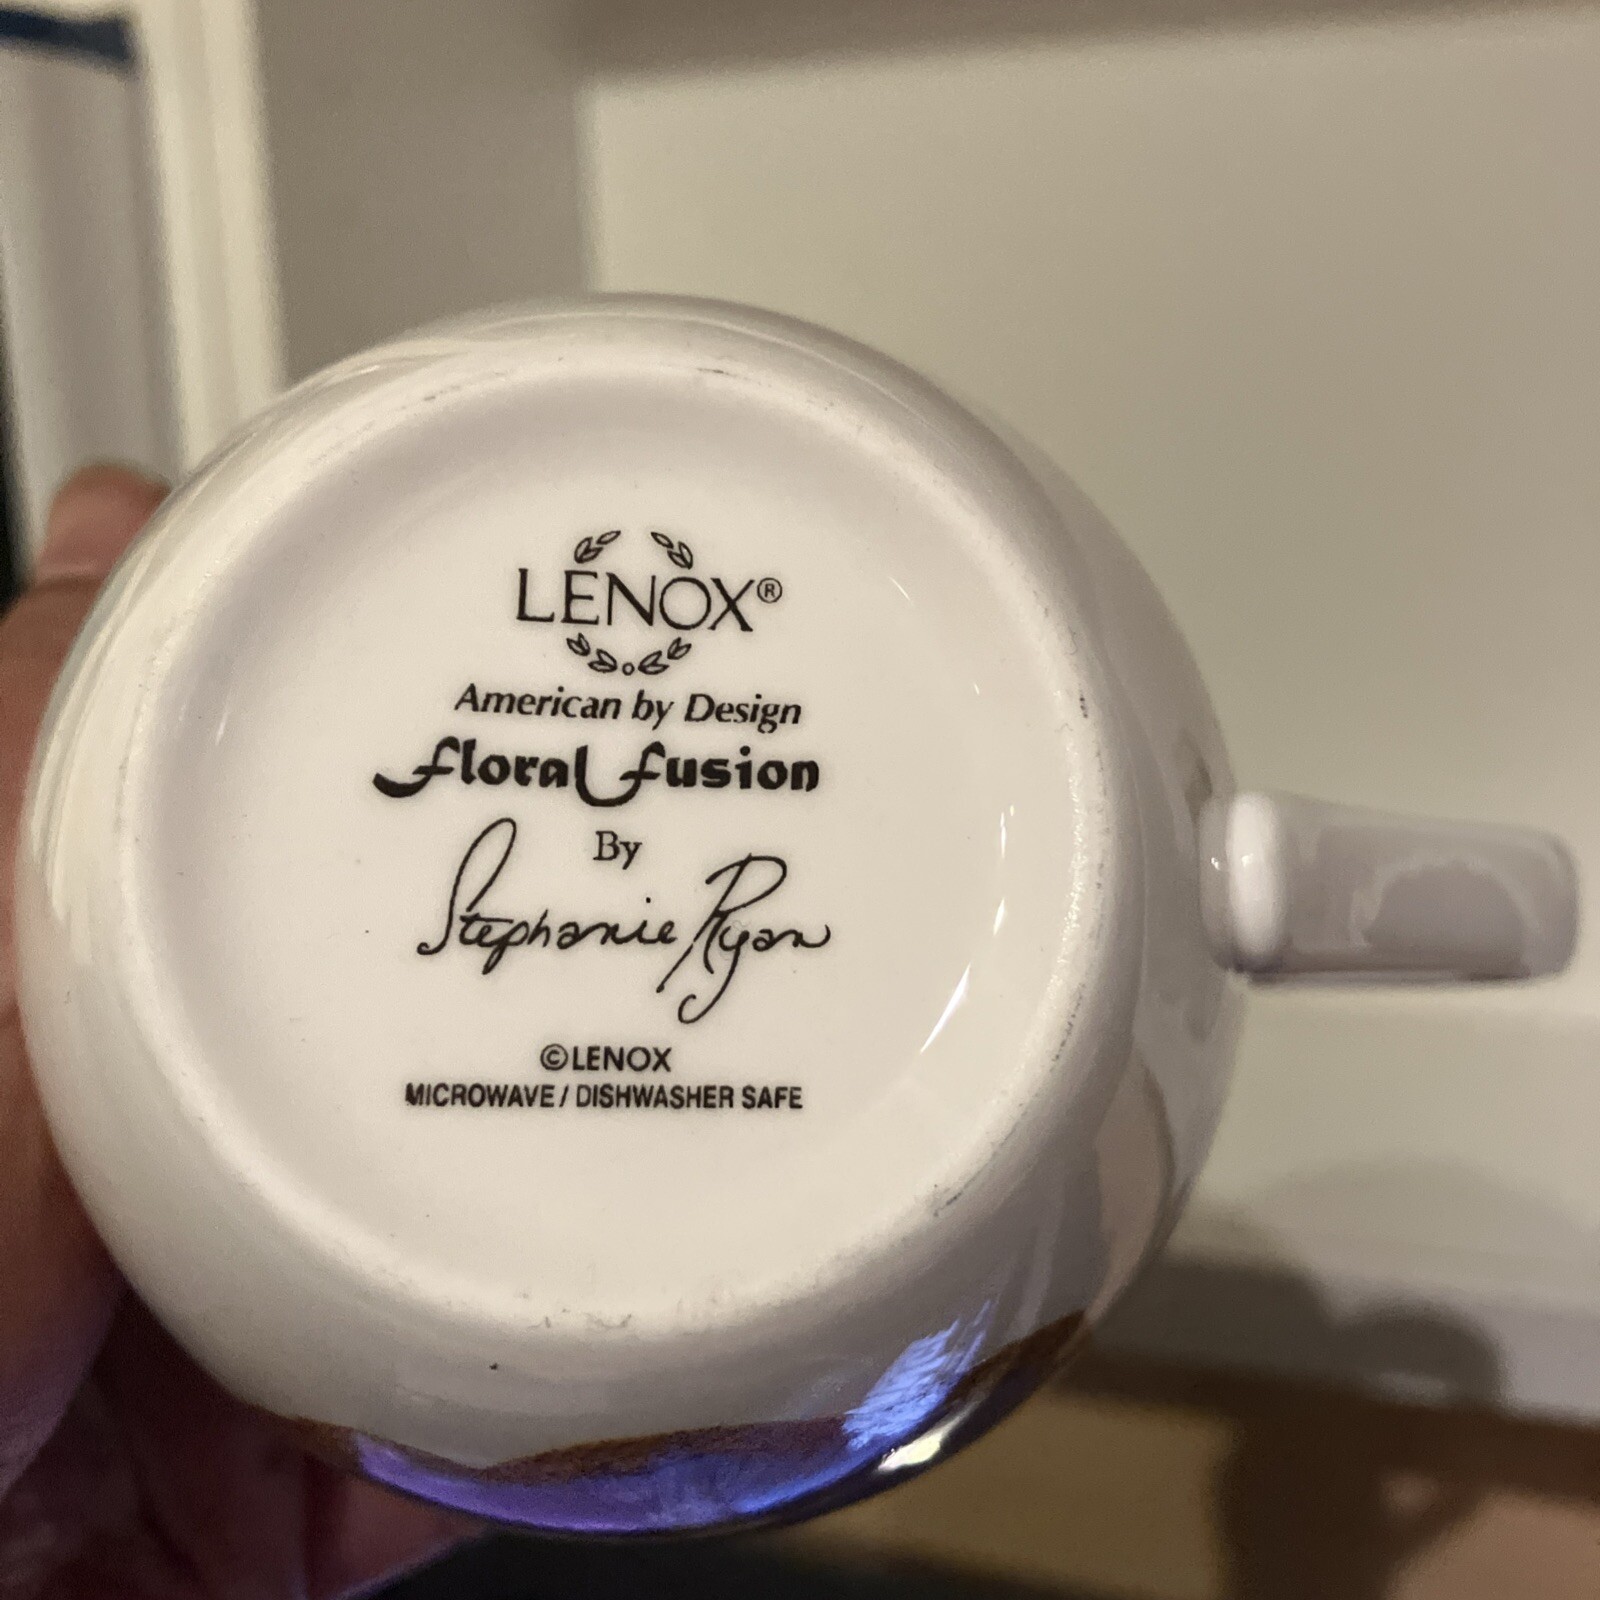 LENOX®
American by Design
floral fusion
By
Stephanie Ryan
©LENOX
MICROWAVE / DISHWASHER SAFE